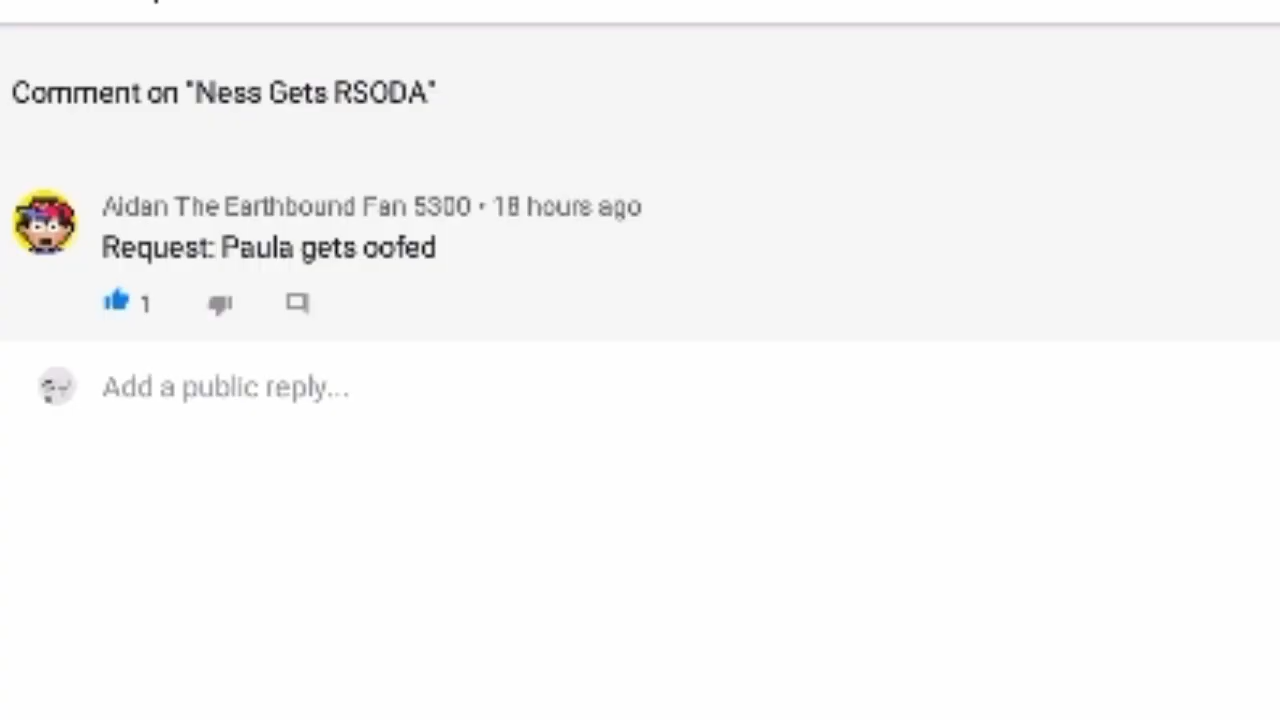 Comment on "Ness Gets RSODA"
Aidan The Earthbound Fan 5300 • 18 hours ago
Request: Paula gets oofed
1
Add a public reply...